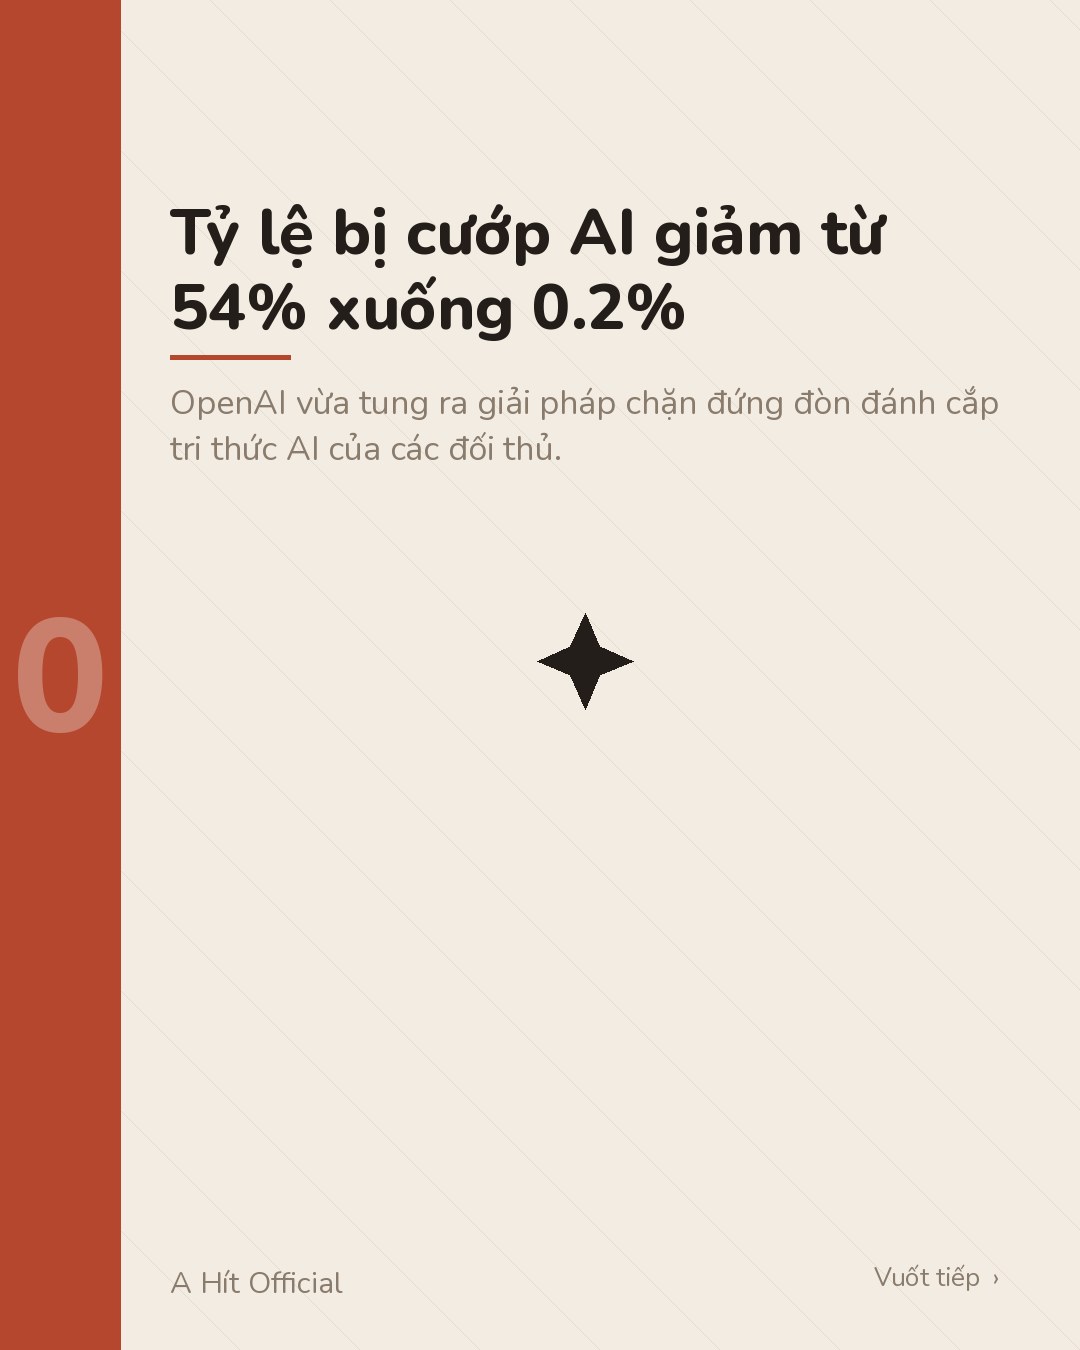 Tỷ lệ bị cướp AI giảm từ
54% xuống 0.2%
OpenAI vừa tung ra giải pháp chặn đứng đòn đánh cắp
tri thức AI của các đối thủ.
0
A Hít Official
Vuốt tiếp ›